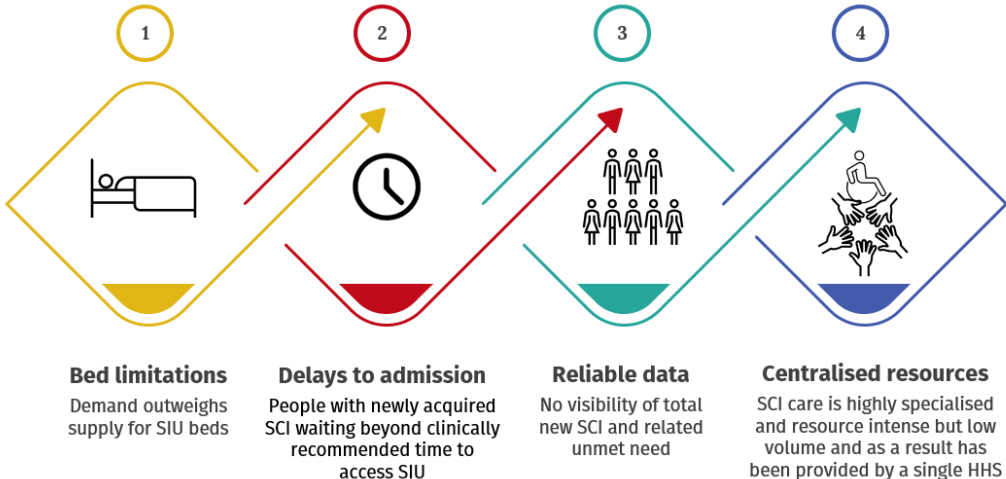 1
2
3
4
Bed limitations
Demand outweighs
supply for SIU beds
Delays to admission
People with newly acquired
SCI waiting beyond clinically
recommended time to
access SIU
Reliable data
No visibility of total
new SCI and related
unmet need
Centralised resources
SCI care is highly specialised
and resource intense but low
volume and as a result has
been provided by a single HHS